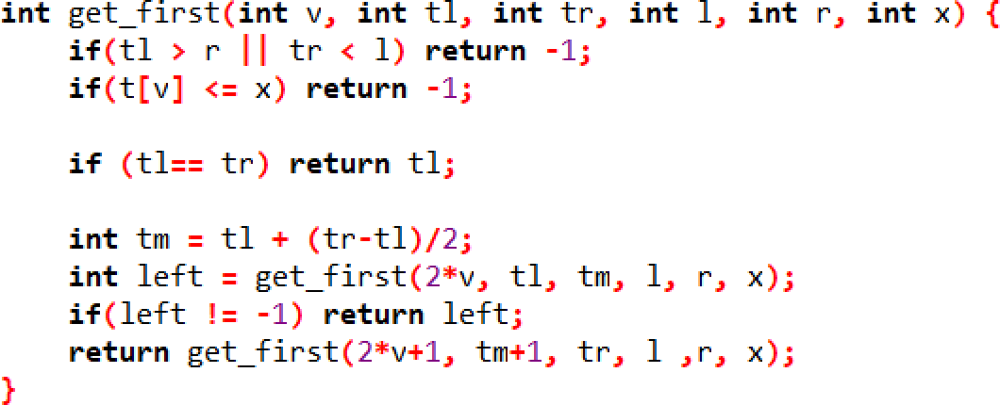 int get_first(int v, int tl, int tr, int l, int r, int x) {
    if(tl > r || tr < l) return -1;
    if(t[v] <= x) return -1;

    if (tl== tr) return tl;

    int tm = tl + (tr-tl)/2;
    int left = get_first(2*v, tl, tm, l, r, x);
    if(left != -1) return left;
    return get_first(2*v+1, tm+1, tr, l ,r, x);
}